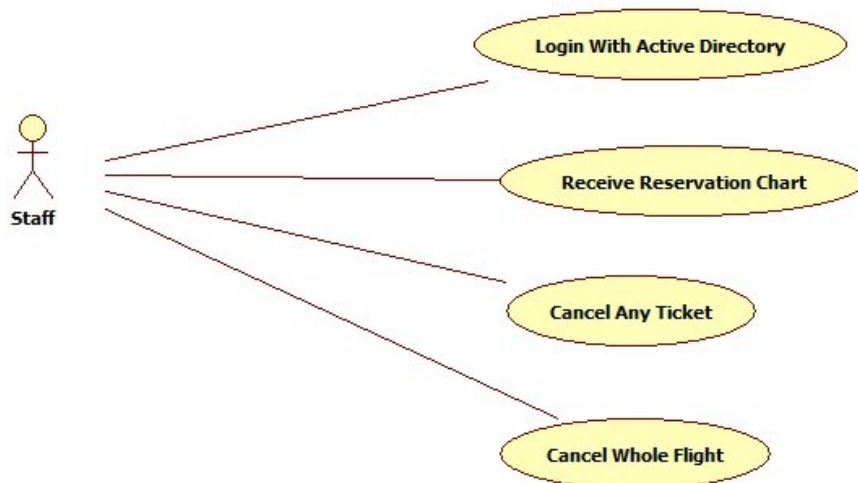 Login With Active Directory
Receive Reservation Chart
Staff
Cancel Any Ticket
Cancel Whole Flight